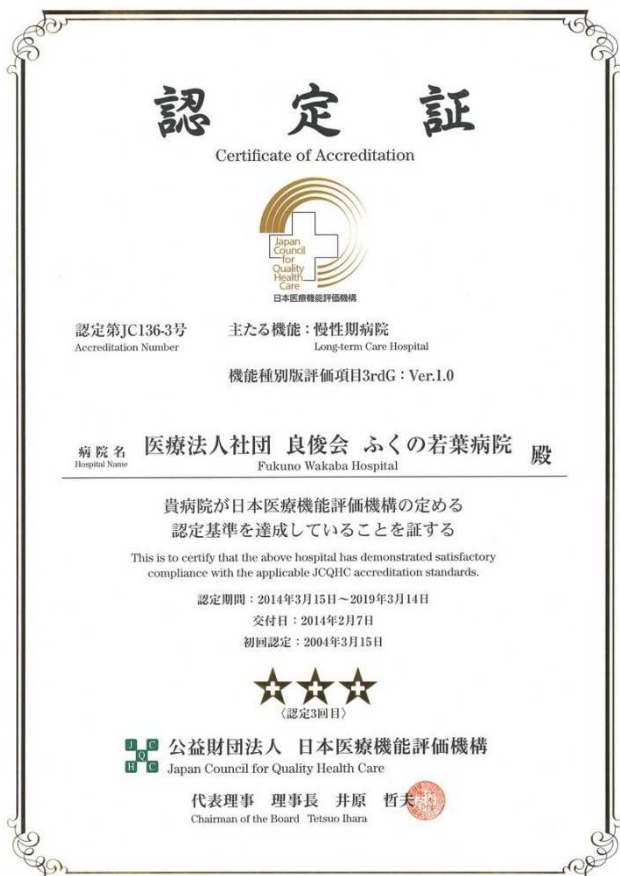 認定証
Certificate of Accreditation
Japan
Council
for
Quality
Health
Care
日本医療機能評価機構
認定第JC136-3号
Accreditation Number
主たる機能：慢性期病院
Long-term Care Hospital
機能種別版評価項目3rdG：Ver.1.0
病院名 医療法人社団 良俊会 ふくの若葉病院 殿
Hospital Name Fukuno Wakaba Hospital
貴病院が日本医療機能評価機構の定める
認定基準を達成していることを証する
This is to certify that the above hospital has demonstrated satisfactory
compliance with the applicable JCQHC accreditation standards.
認定期間：2014年3月15日～2019年3月14日
交付日：2014年2月7日
初回認定：2004年3月15日
〈認定3回目〉
J C
Q
H C
公益財団法人 日本医療機能評価機構
Japan Council for Quality Health Care
代表理事 理事長 井原 哲夫
Chairman of the Board Tetsuo Ihara